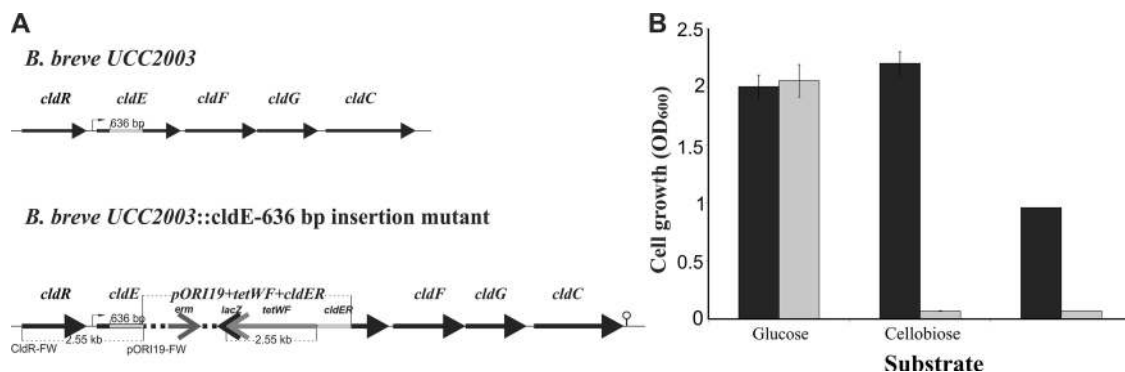 A
B. breve UCC2003
cldR cldE cldF cldG cldC
636 bp
B. breve UCC2003::cldE-636 bp insertion mutant
cldR cldE pORI19+tetWF+cldER cldF cldG cldC
erm lacZ tetWF cldER
636 bp
2.55 kb 2.55 kb
CldR-FW pORI19-FW
B
Cell growth (OD600)
2.5
2
1.5
1
0.5
0
Glucose Cellobiose
Substrate